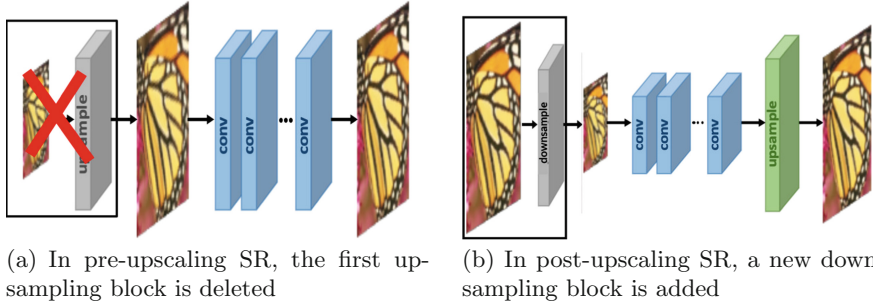 upsample
conv
conv
...
conv
downsample
conv
conv
...
conv
upsample
(a) In pre-upscaling SR, the first up-
sampling block is deleted
(b) In post-upscaling SR, a new down
sampling block is added